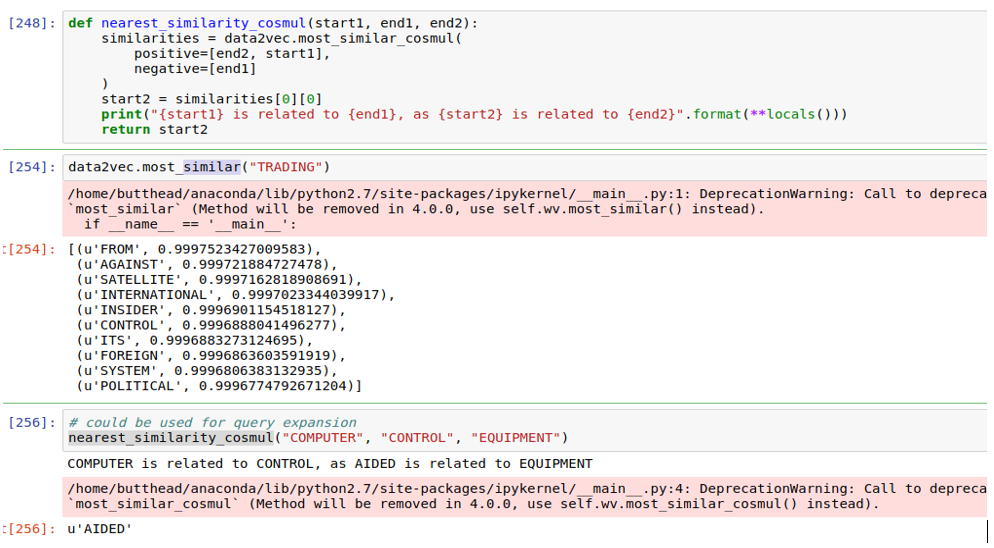 [248]: def nearest_similarity_cosmul(start1, end1, end2):
    similarities = data2vec.most_similar_cosmul(
        positive=[end2, start1],
        negative=[end1]
    )
    start2 = similarities[0][0]
    print("{start1} is related to {end1}, as {start2} is related to {end2}".format(**locals()))
    return start2
[254]: data2vec.most_similar("TRADING")
/home/butthead/anaconda/lib/python2.7/site-packages/ipykernel/__main__.py:1: DeprecationWarning: Call to depreca
`most_similar` (Method will be removed in 4.0.0, use self.wv.most_similar() instead).
  if __name__ == '__main__':
t[254]: [(u'FROM', 0.9997523427009583),
 (u'AGAINST', 0.999721884727478),
 (u'SATELLITE', 0.9997162818908691),
 (u'INTERNATIONAL', 0.9997023344039917),
 (u'INSIDER', 0.9996901154518127),
 (u'CONTROL', 0.9996888041496277),
 (u'ITS', 0.9996883273124695),
 (u'FOREIGN', 0.9996863603591919),
 (u'SYSTEM', 0.9996806383132935),
 (u'POLITICAL', 0.9996774792671204)]
[256]: # could be used for query expansion
nearest_similarity_cosmul("COMPUTER", "CONTROL", "EQUIPMENT")
COMPUTER is related to CONTROL, as AIDED is related to EQUIPMENT
/home/butthead/anaconda/lib/python2.7/site-packages/ipykernel/__main__.py:4: DeprecationWarning: Call to depreca
`most_similar_cosmul` (Method will be removed in 4.0.0, use self.wv.most_similar_cosmul() instead).
t[256]: u'AIDED'